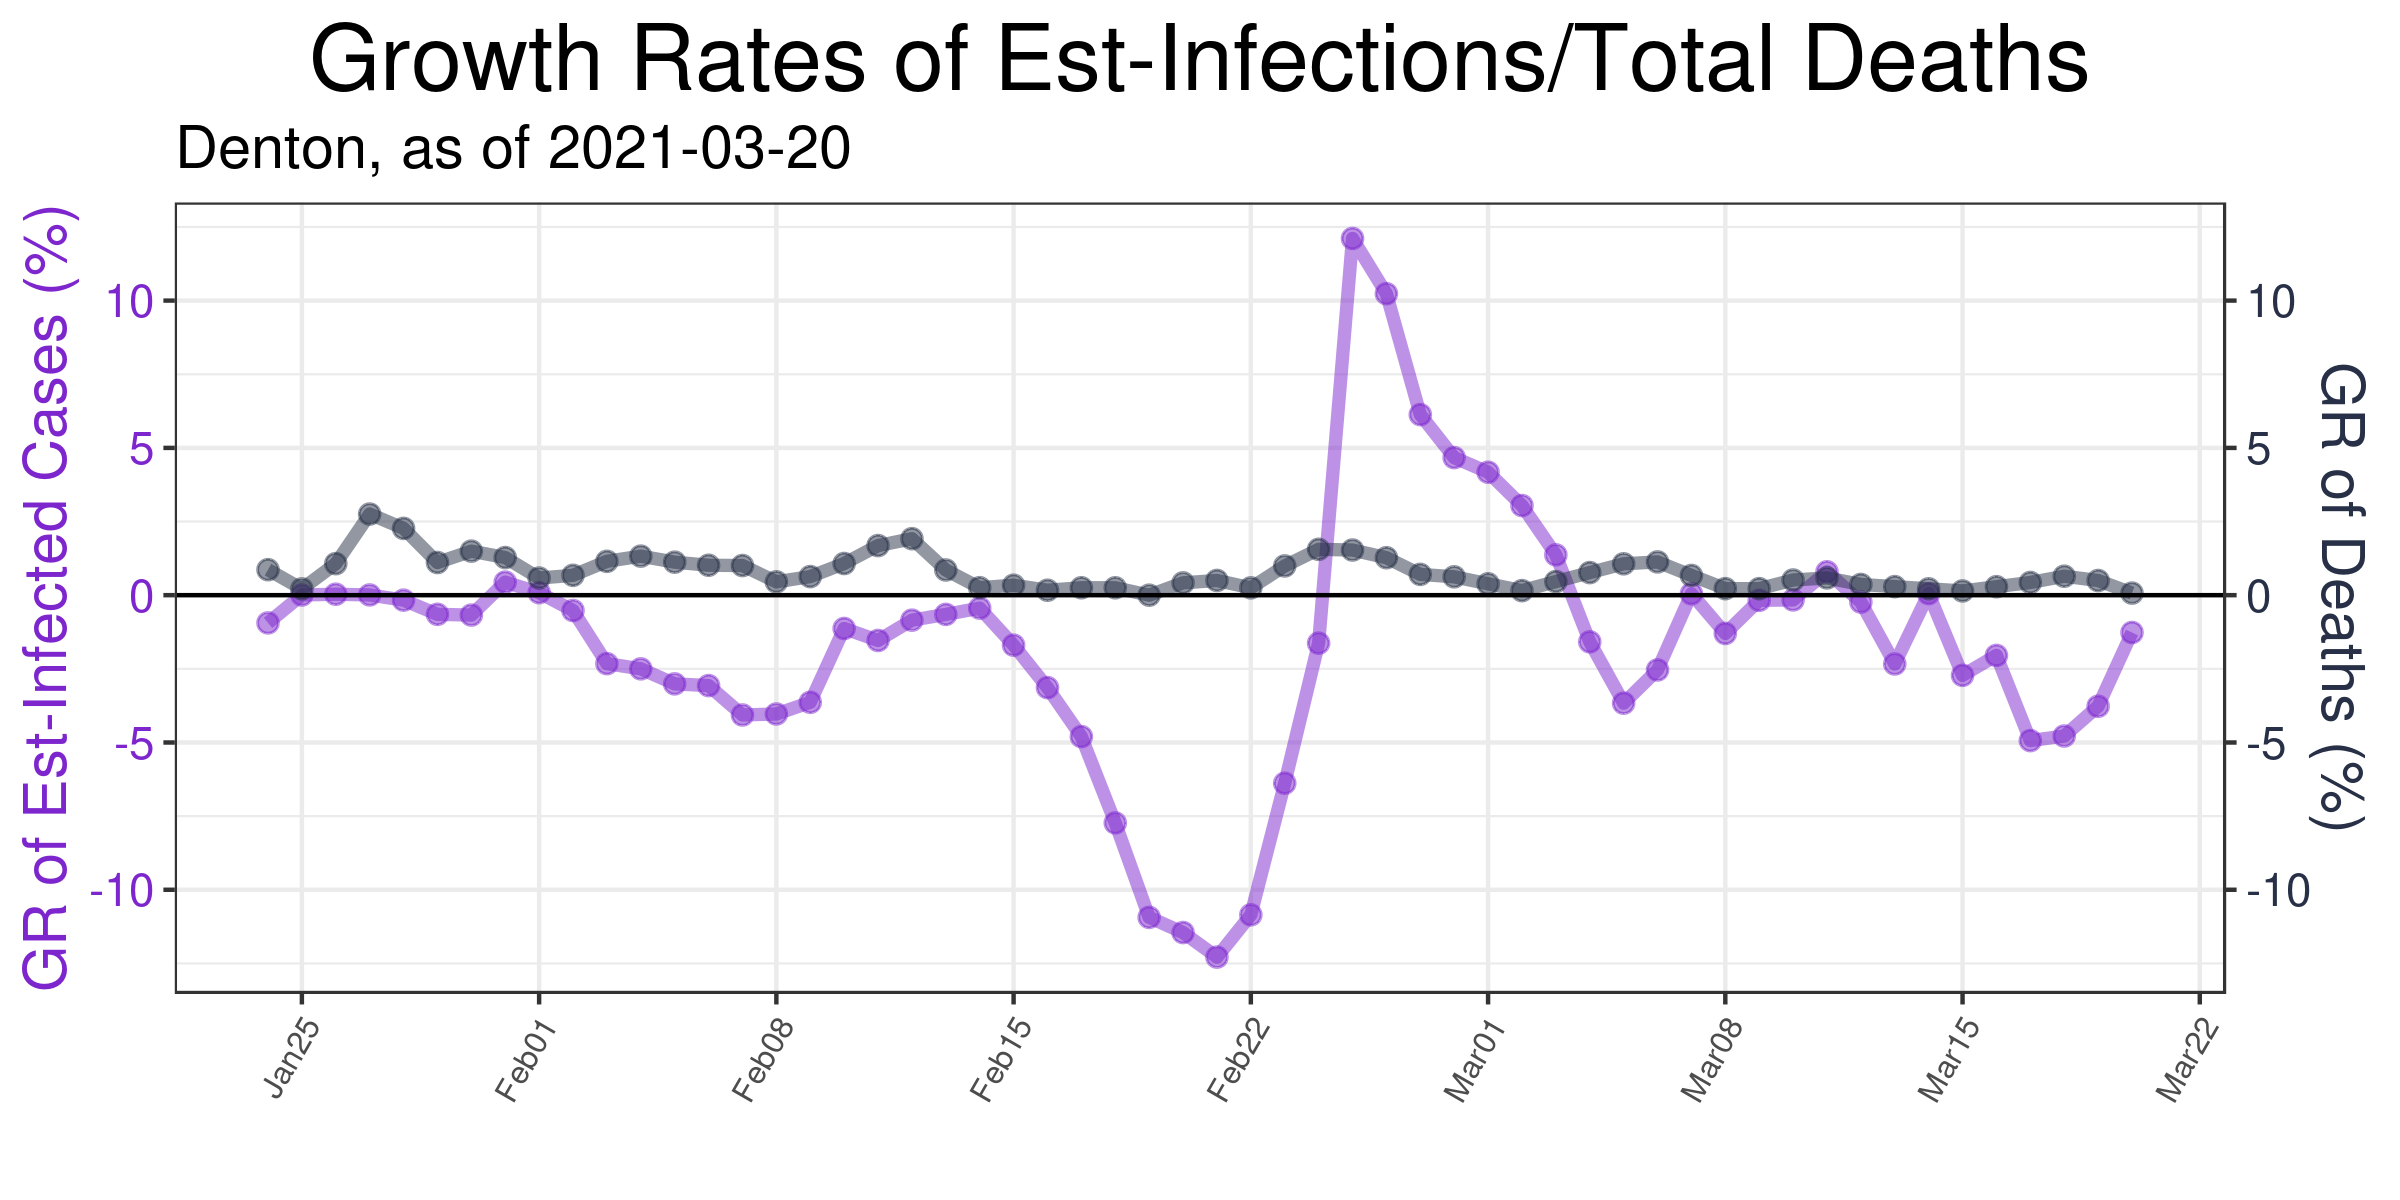 Growth Rates of Est-Infections/Total Deaths
Denton, as of 2021-03-20
GR of Est-Infected Cases (%)
10
5
0
-5
-10
10
5
0
-5
-10
GR of Deaths (%)
Jan25
Feb01
Feb08
Feb15
Feb22
Mar01
Mar08
Mar15
Mar22